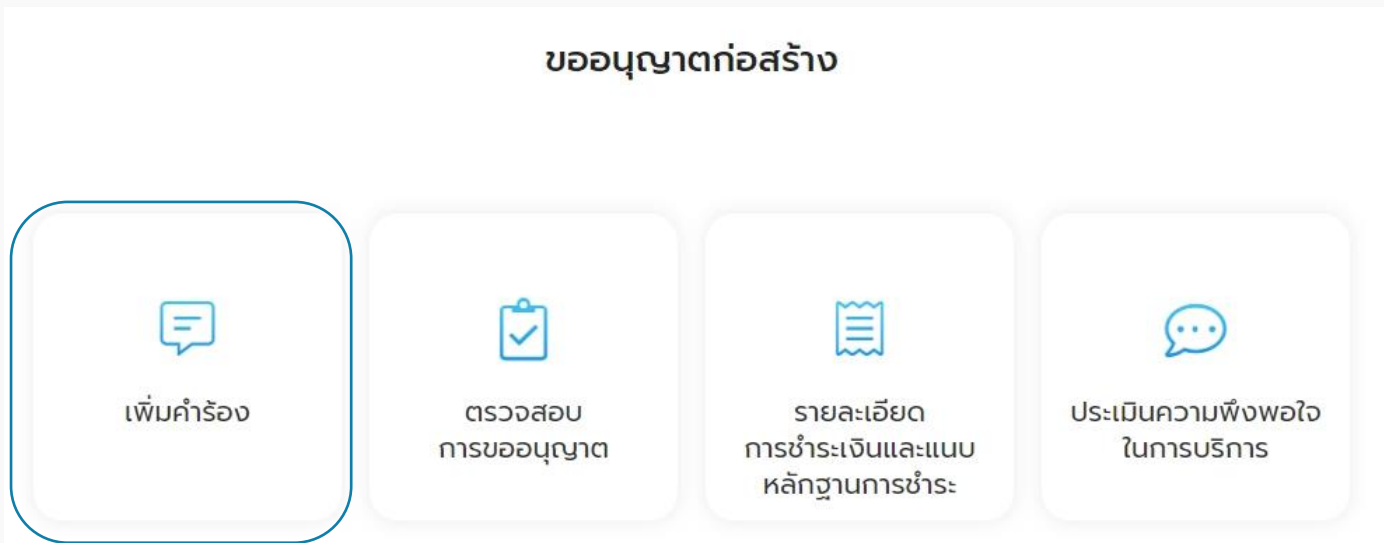 ขออนุญาตก่อสร้าง
เพิ่มคำร้อง
ตรวจสอบ
การขออนุญาต
รายละเอียด
การชำระเงินและแนบ
หลักฐานการชำระ
ประเมินความพึงพอใจ
ในการบริการ